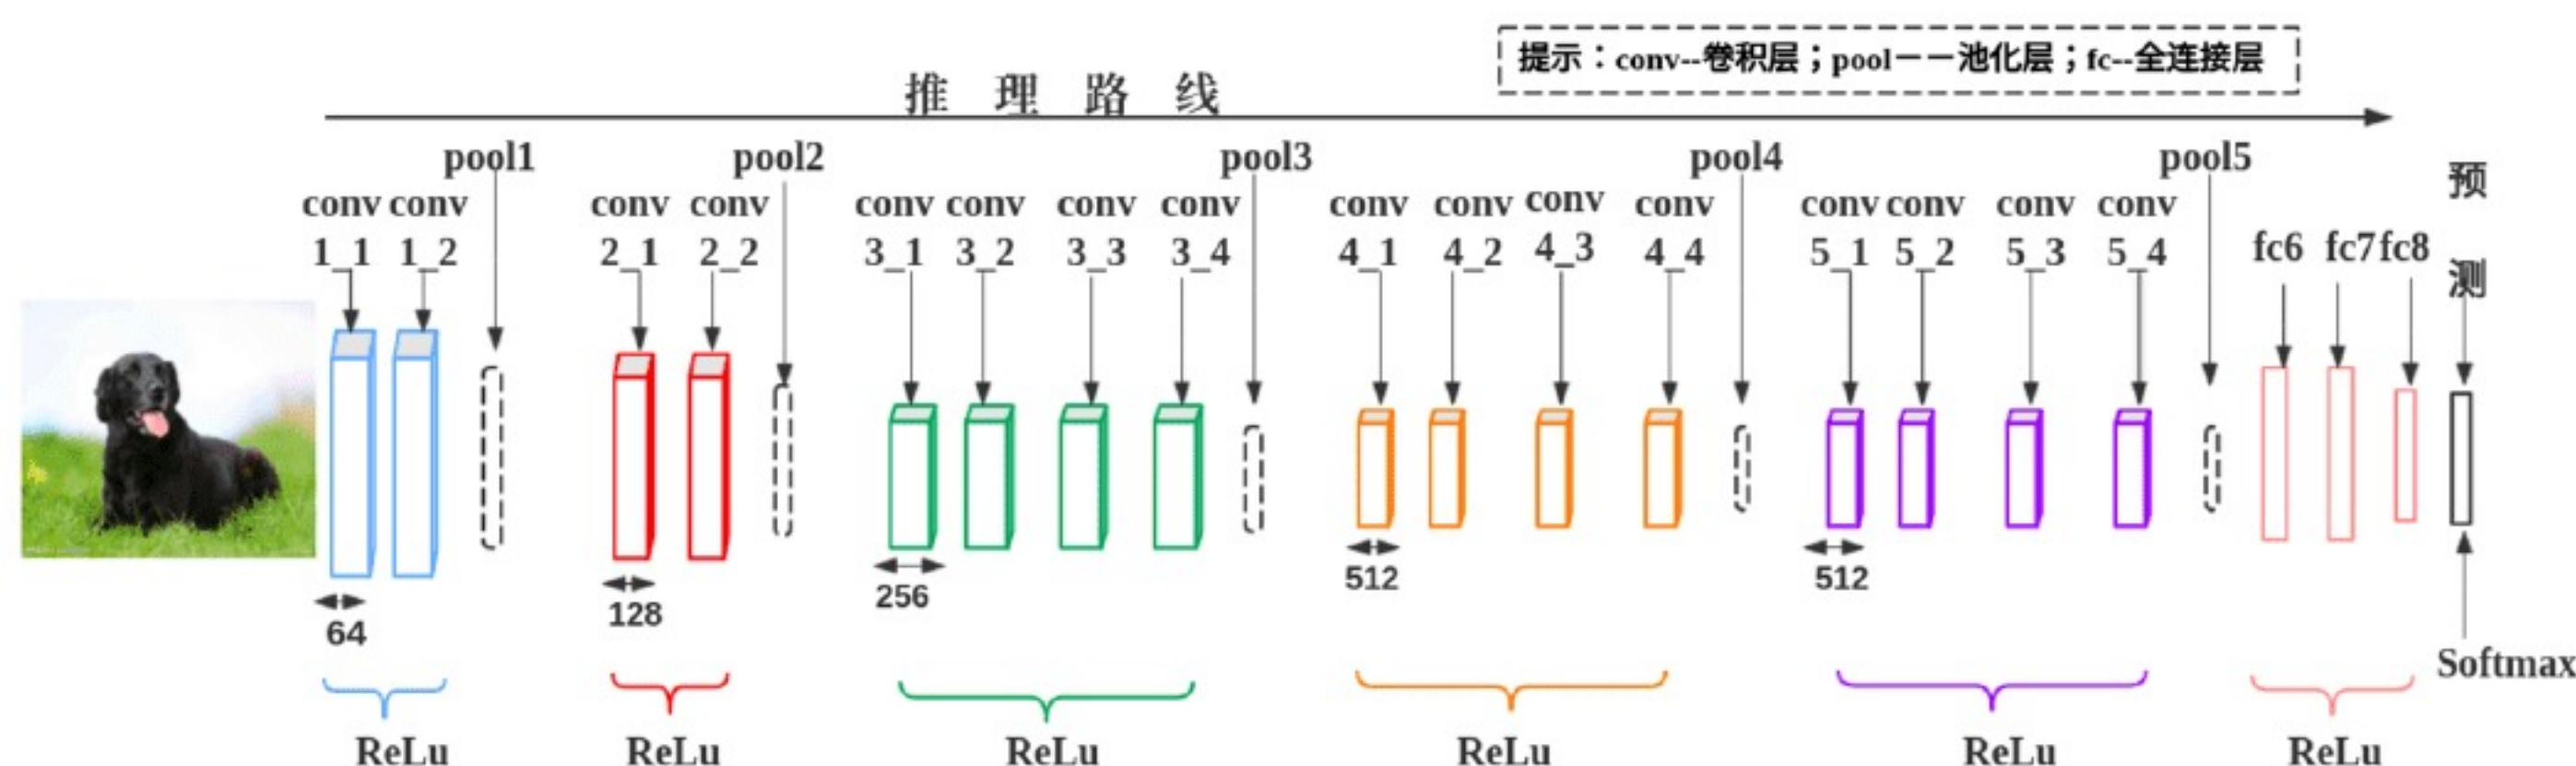 提示：conv--卷积层；pool－－池化层；fc--全连接层
推 理 路 线
pool1 pool2 pool3 pool4 pool5
conv conv conv conv conv conv conv conv conv conv conv conv conv conv conv conv
1_1 1_2 2_1 2_2 3_1 3_2 3_3 3_4 4_1 4_2 4_3 4_4 5_1 5_2 5_3 5_4 fc6 fc7 fc8
预
测
64 128 256 512 512
Softmax
ReLu ReLu ReLu ReLu ReLu ReLu